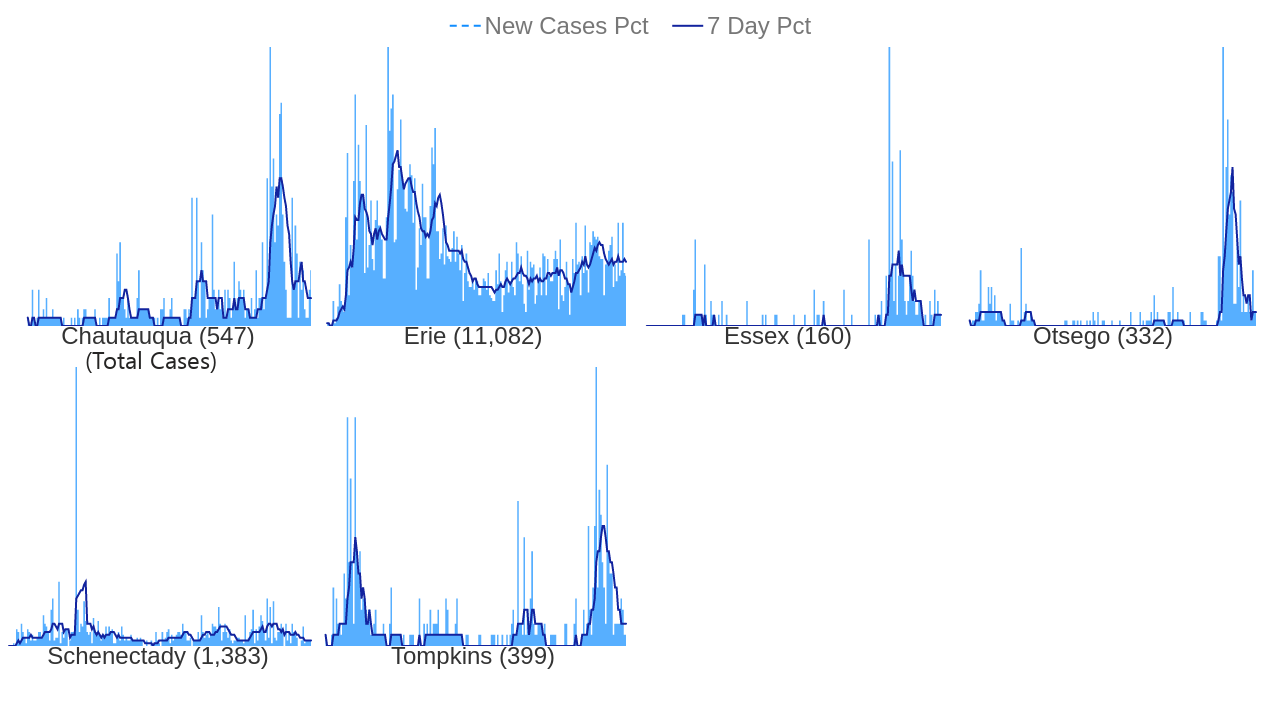 New Cases Pct 7 Day Pct
Chautauqua (547) Erie (11,082) Essex (160) Otsego (332)
(Total Cases)
Schenectady (1,383) Tompkins (399)